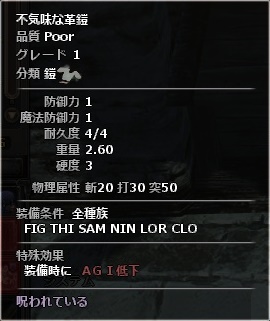 不気味な革鎧
品質 Poor
グレード 1
分類 鎧
防御力 1
魔法防御力 1
耐久度 4/4
重量 2.60
硬度 3
物理属性 斬20 打30 突50
装備条件 全種族
FIG THI SAM NIN LOR CLO
特殊効果
装備時に AGI低下
呪われている